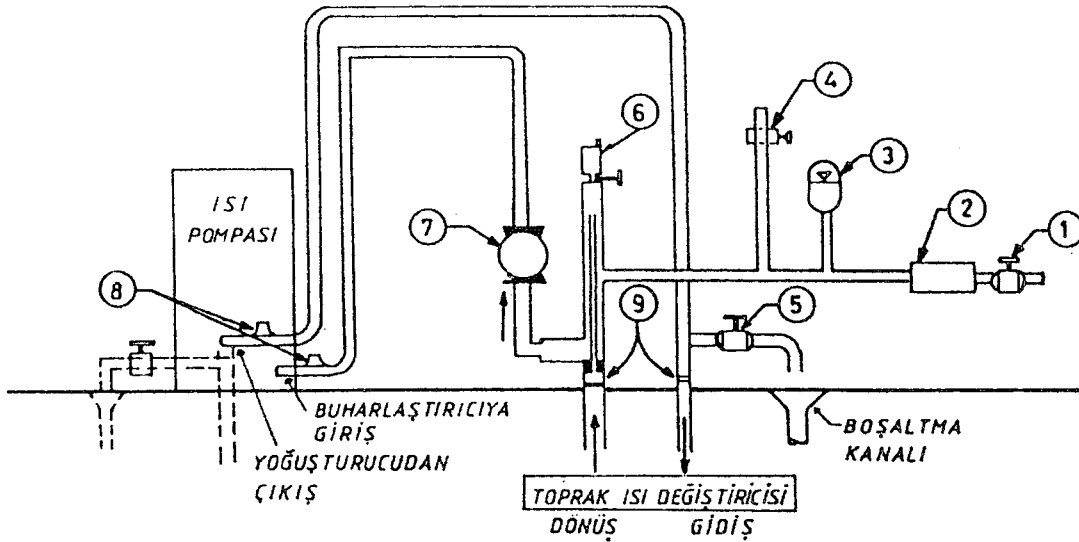 4
6
3
ISI
POMPASI
7
2
1
8
9
5
BUHARLAŞTIRICIYA
GİRİŞ
YOĞUŞTURUCUDAN
ÇIKIŞ
BOŞALTMA
KANALI
TOPRAK ISI DEĞİŞTİRİCİSİ
DÖNÜŞ GİDİŞ